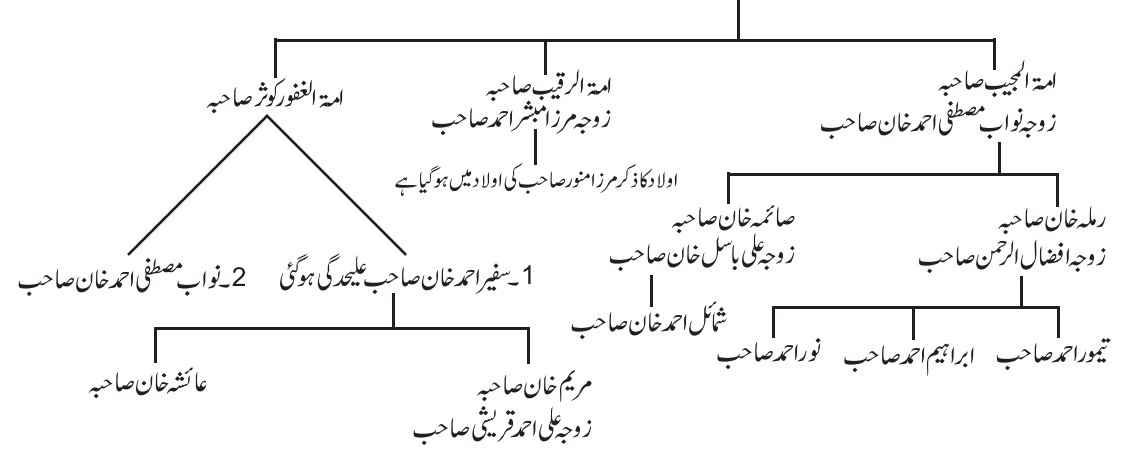 امۃ المجیب صاحبہ
زوجہ نواب مصطفی احمد خان صاحب
امۃ الرقیب صاحبہ
زوجہ مرزا مبشر احمد صاحب
امۃ الغفور کوثر صاحبہ
اولاد کا ذکر مرزا منور صاحب کی اولاد میں ہو گیا ہے
رملہ خان صاحبہ
زوجہ افضال الرحمن صاحب
صائمہ خان صاحبہ
زوجہ علی باسل خان صاحب
1۔سفیر احمد خان صاحب علیحدگی ہو گئی
2۔نواب مصطفی احمد خان صاحب
تیمور احمد صاحب
ابراہیم احمد صاحب
نور احمد صاحب
شمائل احمد خان صاحب
مریم خان صاحبہ
زوجہ علی احمد قریشی صاحب
عائشہ خان صاحبہ